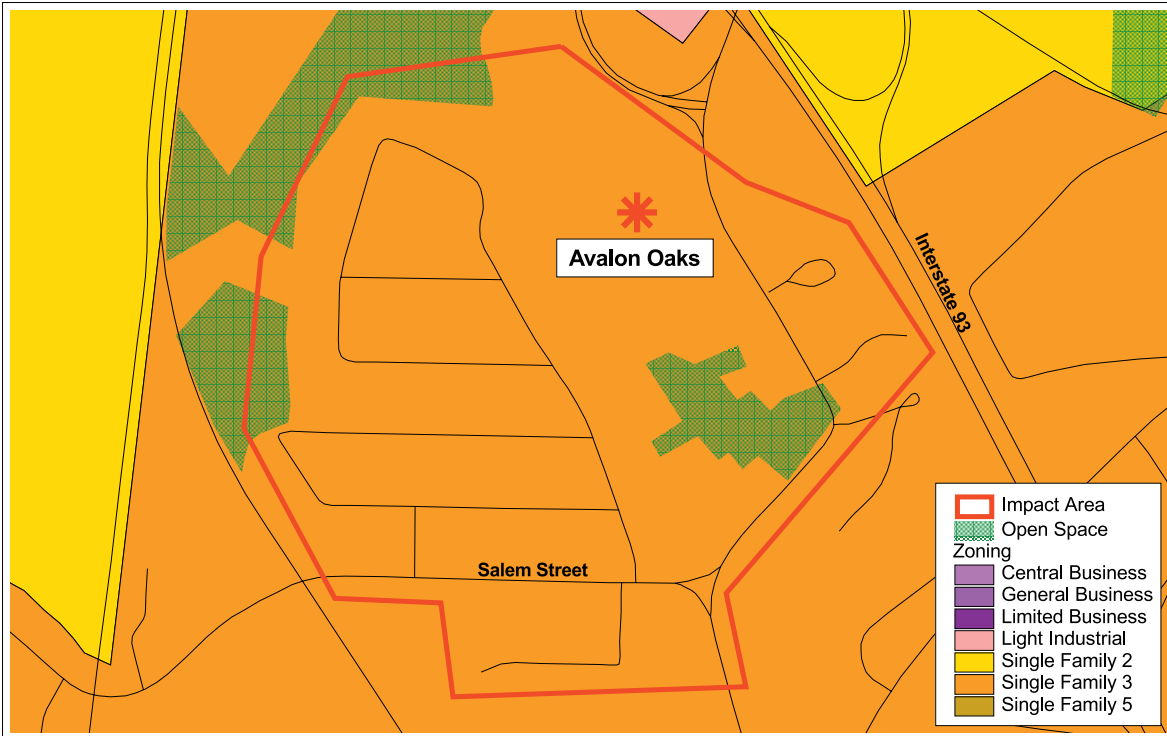 Avalon Oaks
Interstate 93
Salem Street
Impact Area
Open Space
Zoning
Central Business
General Business
Limited Business
Light Industrial
Single Family 2
Single Family 3
Single Family 5